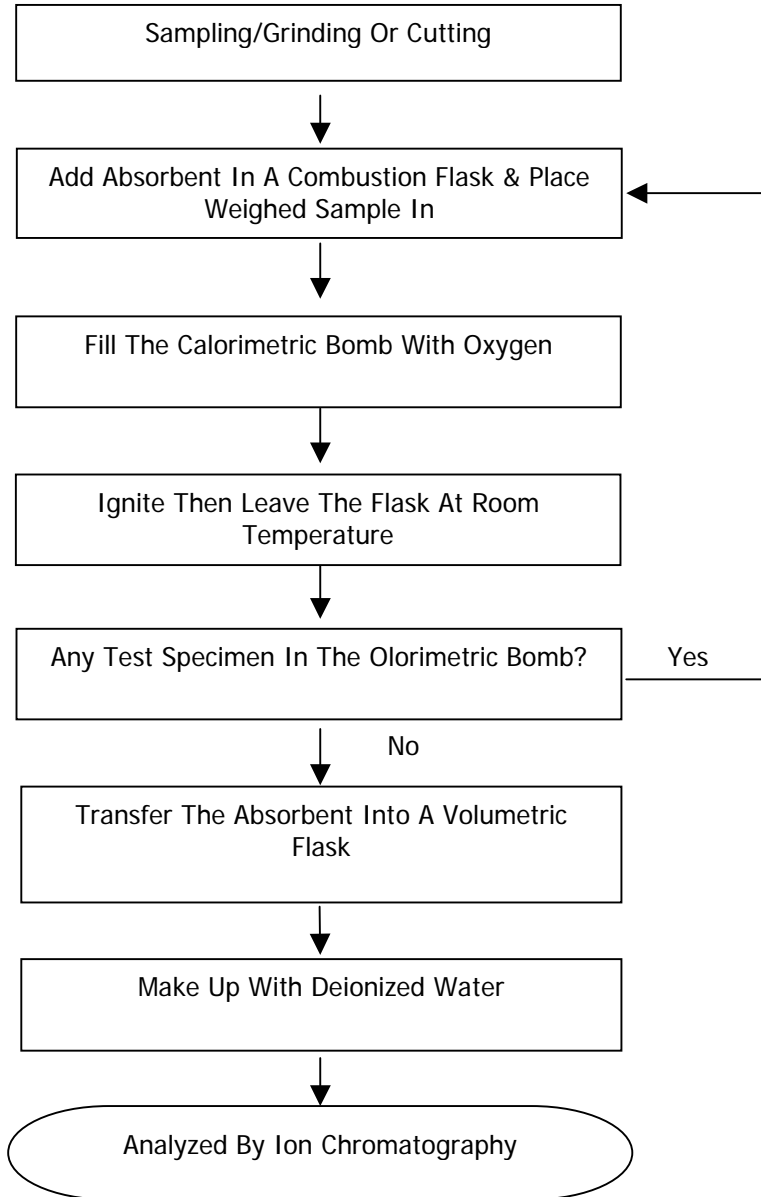 Sampling/Grinding Or Cutting
Add Absorbent In A Combustion Flask & Place
Weighed Sample In
Fill The Calorimetric Bomb With Oxygen
Ignite Then Leave The Flask At Room
Temperature
Any Test Specimen In The Olorimetric Bomb?
Yes
No
Transfer The Absorbent Into A Volumetric
Flask
Make Up With Deionized Water
Analyzed By Ion Chromatography